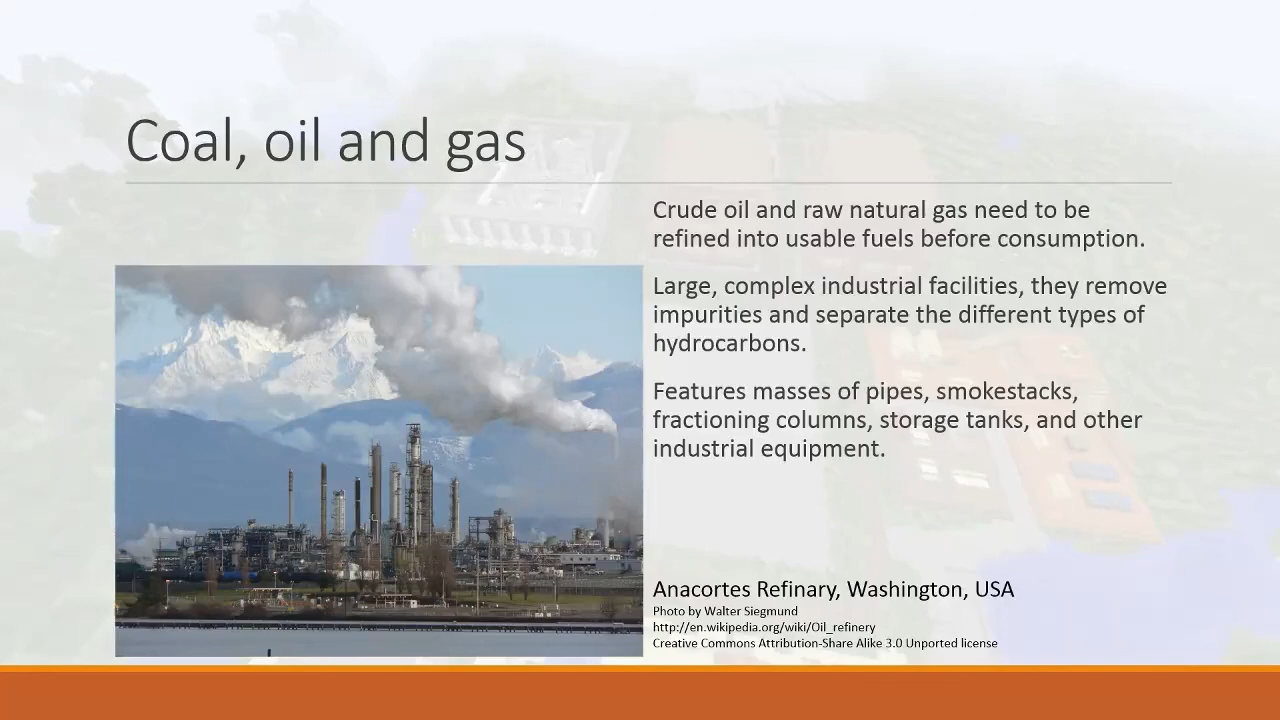 Coal, oil and gas
Crude oil and raw natural gas need to be
refined into usable fuels before consumption.
Large, complex industrial facilities, they remove
impurities and separate the different types of
hydrocarbons.
Features masses of pipes, smokestacks,
fractioning columns, storage tanks, and other
industrial equipment.
Anacortes Refinary, Washington, USA
Photo by Walter Siegmund
http://en.wikipedia.org/wiki/Oil_refinery
Creative Commons Attribution-Share Alike 3.0 Unported license